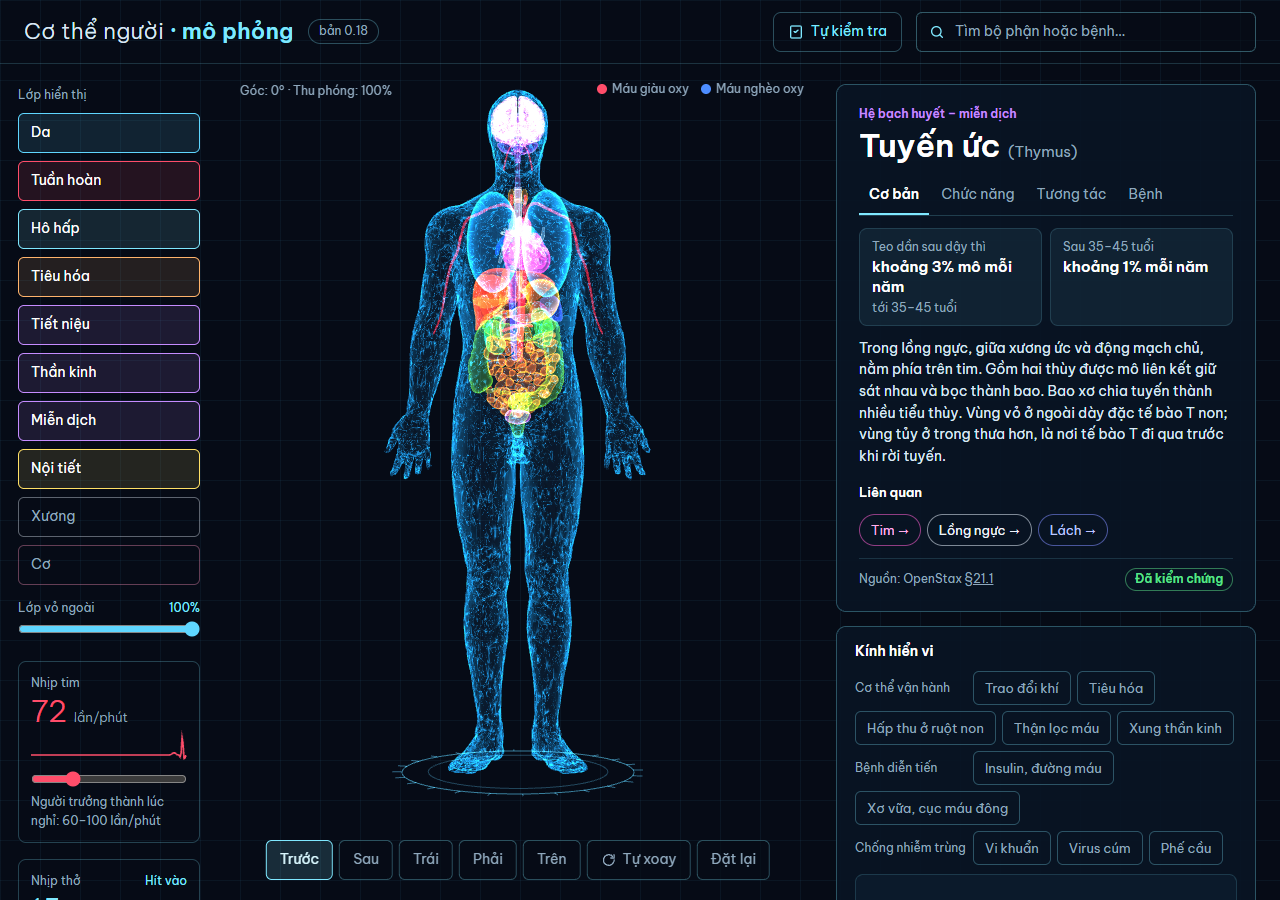 Cơ thể người · mô phỏng
bản 0.18
Tự kiểm tra
Tìm bộ phận hoặc bệnh...
Lớp hiển thị
Da
Tuần hoàn
Hô hấp
Tiêu hóa
Tiết niệu
Thần kinh
Miễn dịch
Nội tiết
Xương
Cơ
Lớp vỏ ngoài 100%
Nhịp tim
72 lần/phút
Người trưởng thành lúc
nghỉ: 60–100 lần/phút
Nhịp thở Hít vào
Góc: 0° · Thu phóng: 100%
Máu giàu oxy
Máu nghèo oxy
Trước
Sau
Trái
Phải
Trên
Tự xoay
Đặt lại
Hệ bạch huyết – miễn dịch
Tuyến ức (Thymus)
Cơ bản
Chức năng
Tương tác
Bệnh
Teo dần sau dậy thì
khoảng 3% mô mỗi
năm
tới 35–45 tuổi
Sau 35–45 tuổi
khoảng 1% mỗi năm
Trong lồng ngực, giữa xương ức và động mạch chủ,
nằm phía trên tim. Gồm hai thùy được mô liên kết giữ
sát nhau và bọc thành bao. Bao xơ chia tuyến thành
nhiều tiểu thùy. Vùng vỏ ở ngoài dày đặc tế bào T non;
vùng tủy ở trong thưa hơn, là nơi tế bào T đi qua trước
khi rời tuyến.
Liên quan
Tim →
Lồng ngực →
Lách →
Nguồn: OpenStax §21.1
Đã kiểm chứng
Kính hiển vi
Cơ thể vận hành
Trao đổi khí
Tiêu hóa
Hấp thu ở ruột non
Thận lọc máu
Xung thần kinh
Bệnh diễn tiến
Insulin, đường máu
Xơ vữa, cục máu đông
Chống nhiễm trùng
Vi khuẩn
Virus cúm
Phế cầu